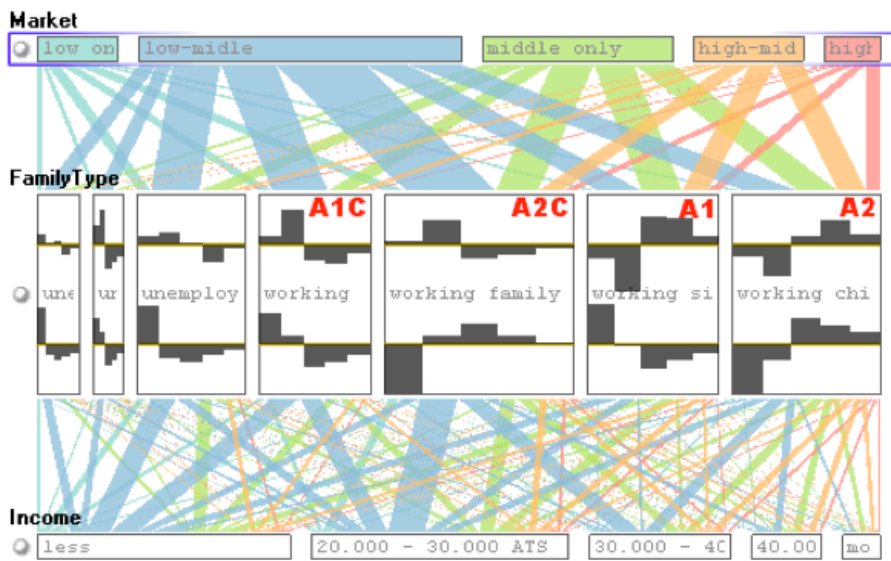 Market
low on low-midle middle only high-mid high
FamilyType
A1C A2C A1 A2
une ur unemploy working working family working si working chi
Income
less 20.000 - 30.000 ATS 30.000 - 40 40.00 mo